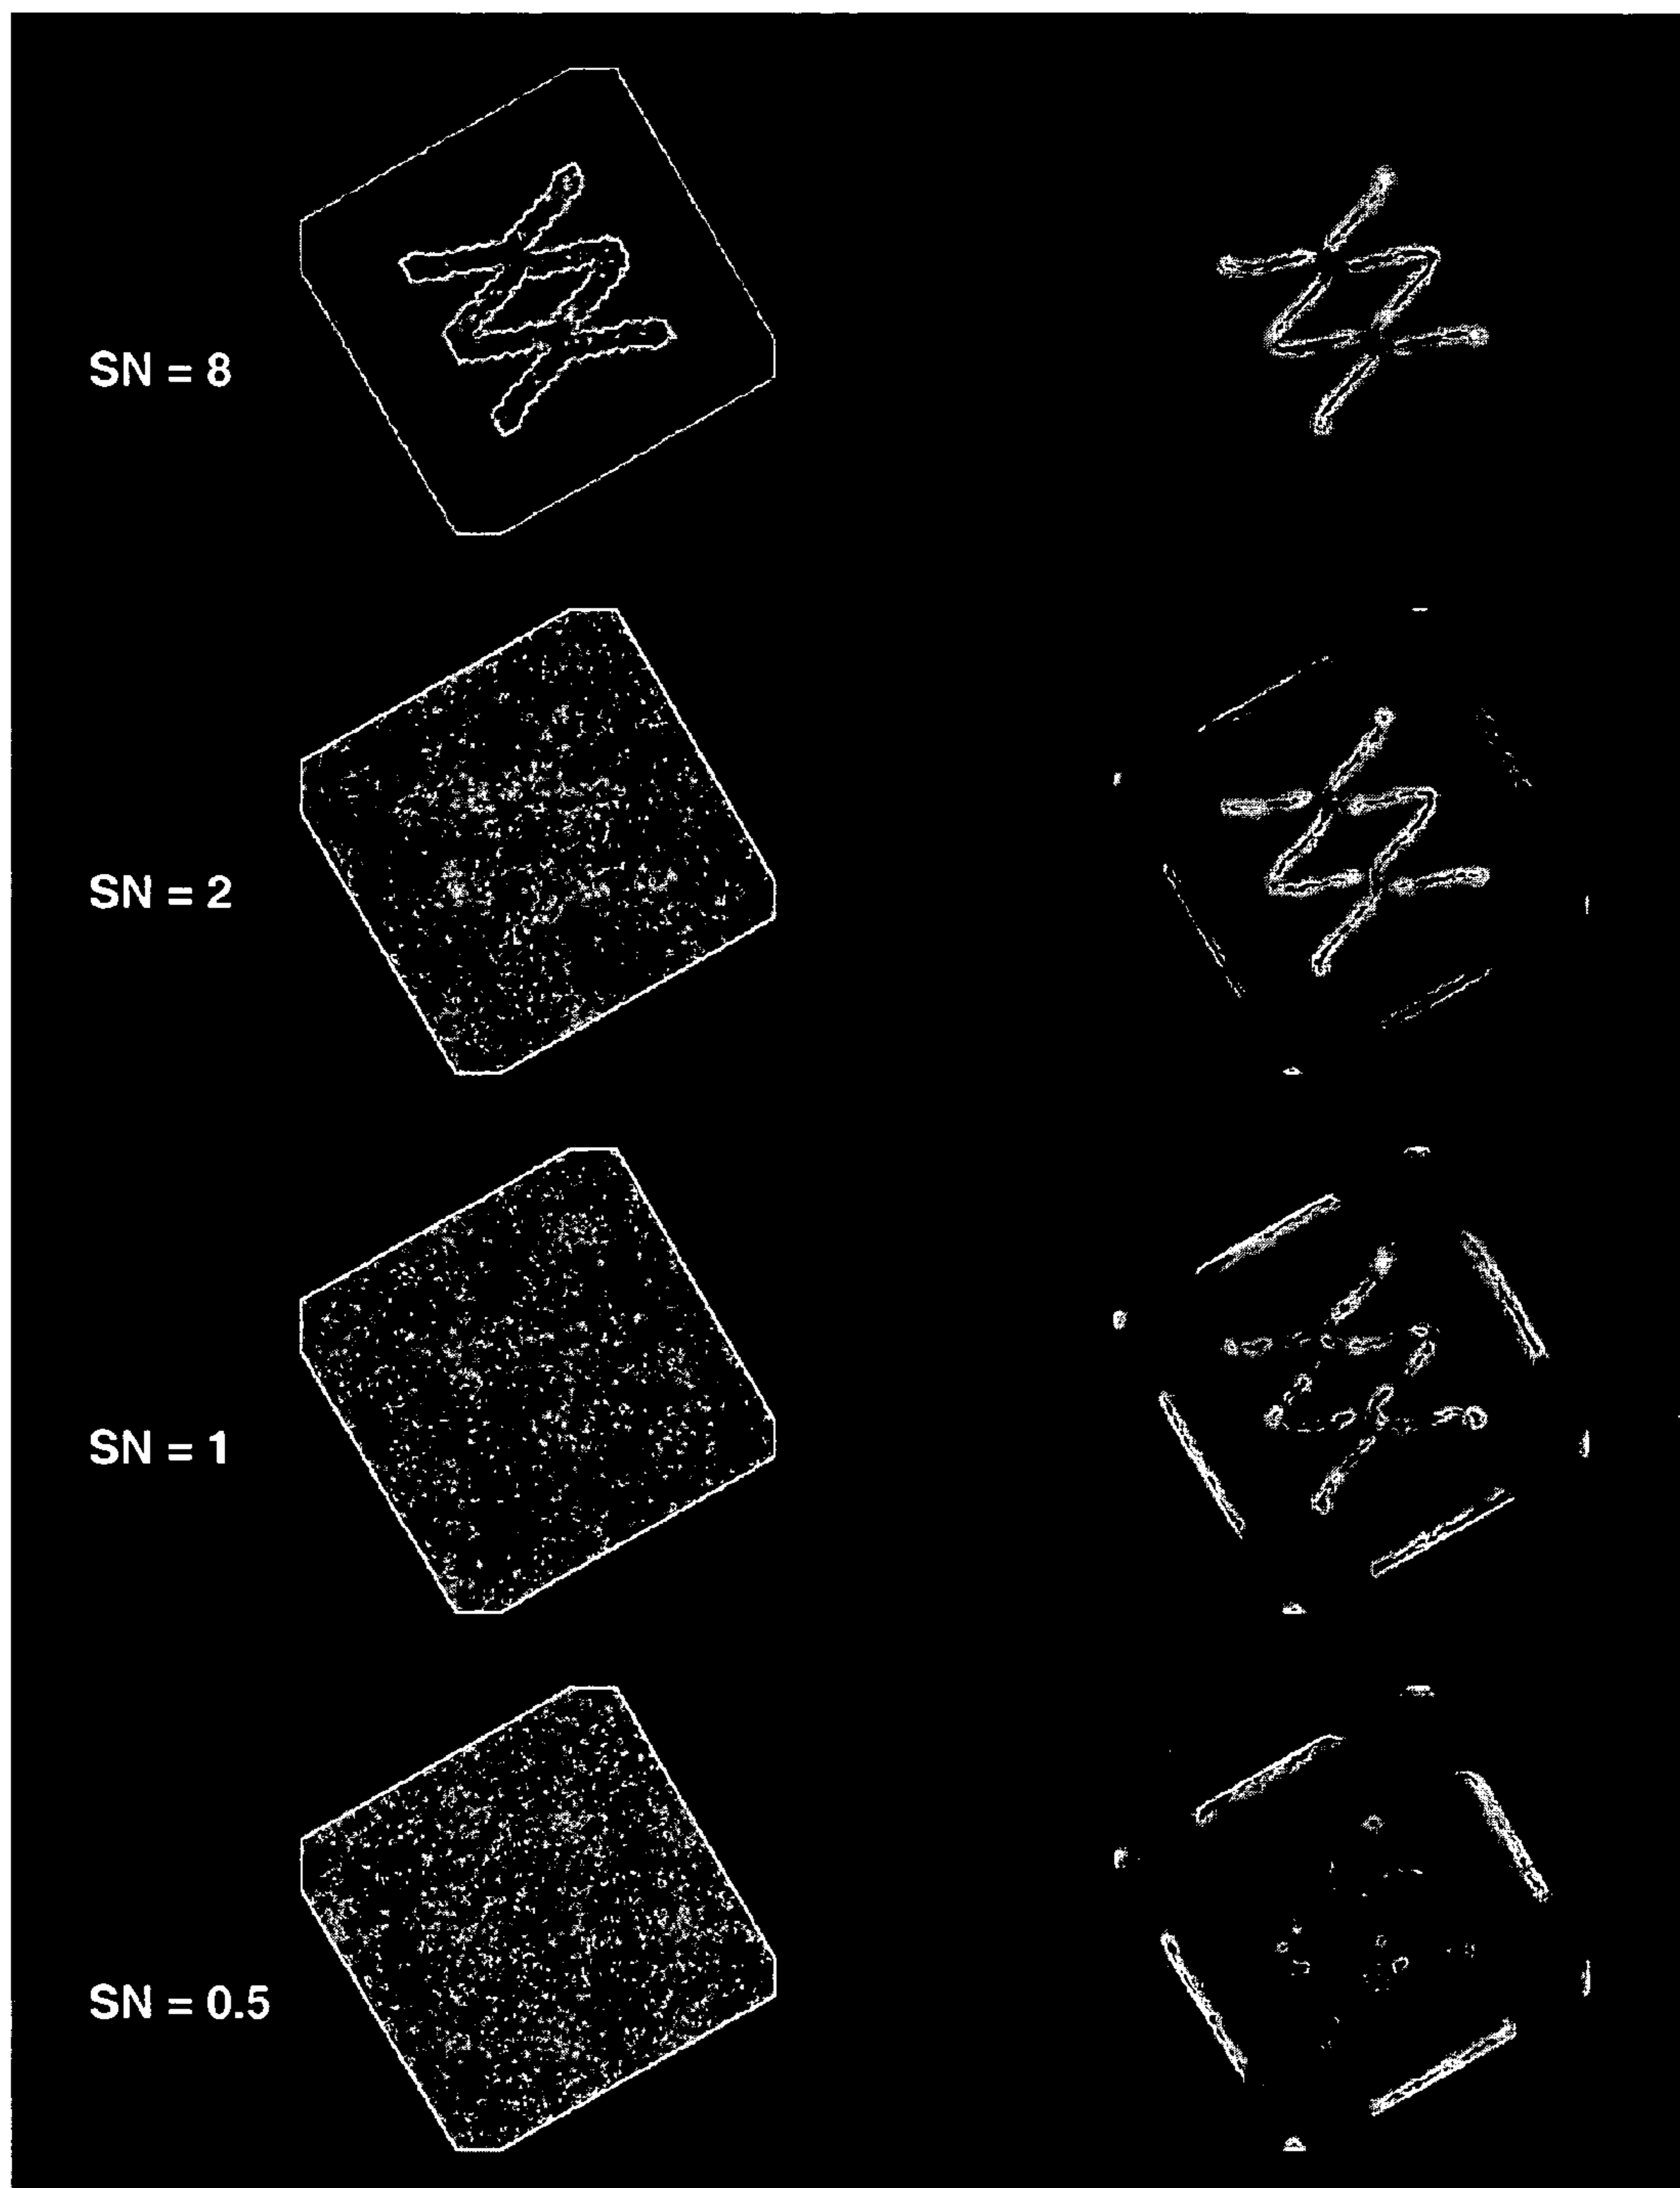 SN = 8
SN = 2
SN = 1
SN = 0.5